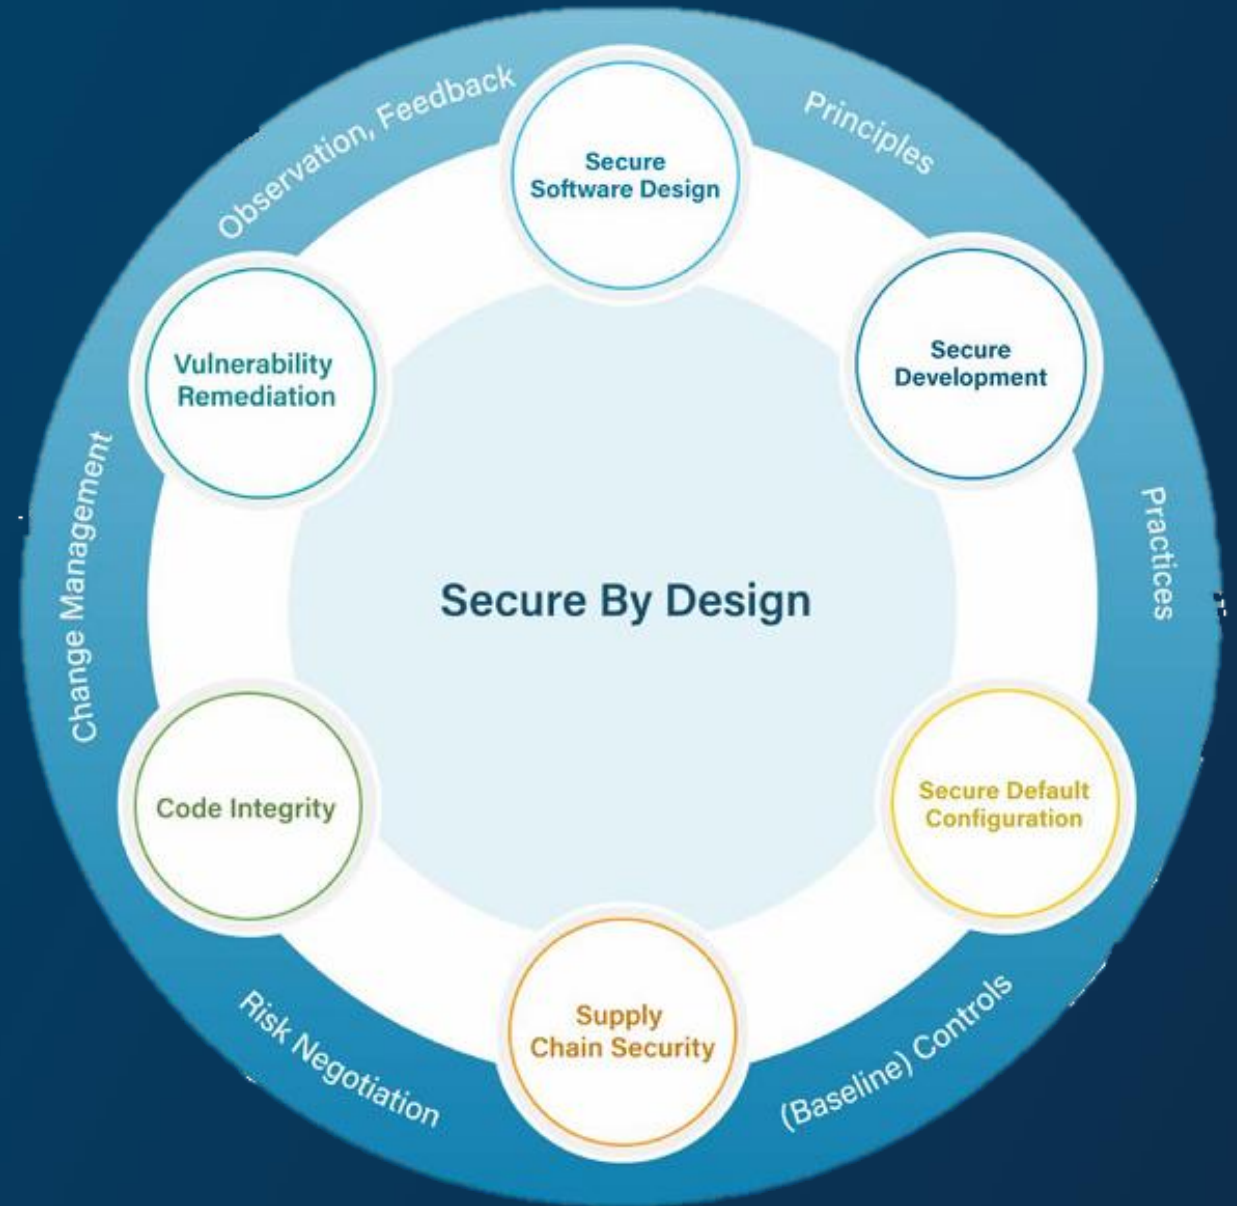 Observation, Feedback
Principles
Secure
Software Design
Vulnerability
Remediation
Secure
Development
Change Management
Practices
Secure By Design
Code Integrity
Secure Default
Configuration
Supply
Chain Security
Risk Negotiation
(Baseline) Controls